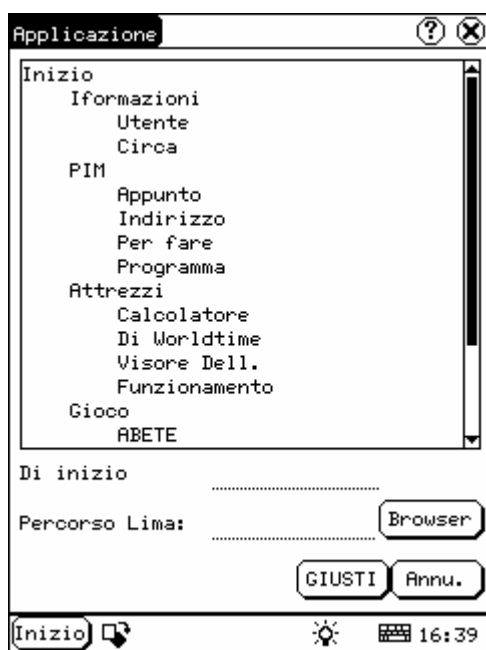 Applicazione
Inizio
Iformazioni
Utente
Circa
PIM
Appunto
Indirizzo
Per fare
Programma
Attrezzi
Calcolatore
Di Worldtime
Visore Dell.
Funzionamento
Gioco
ABETE
Di inizio
Percorso Lima: Browser
GIUSTI Annu.
Inizio 16:39